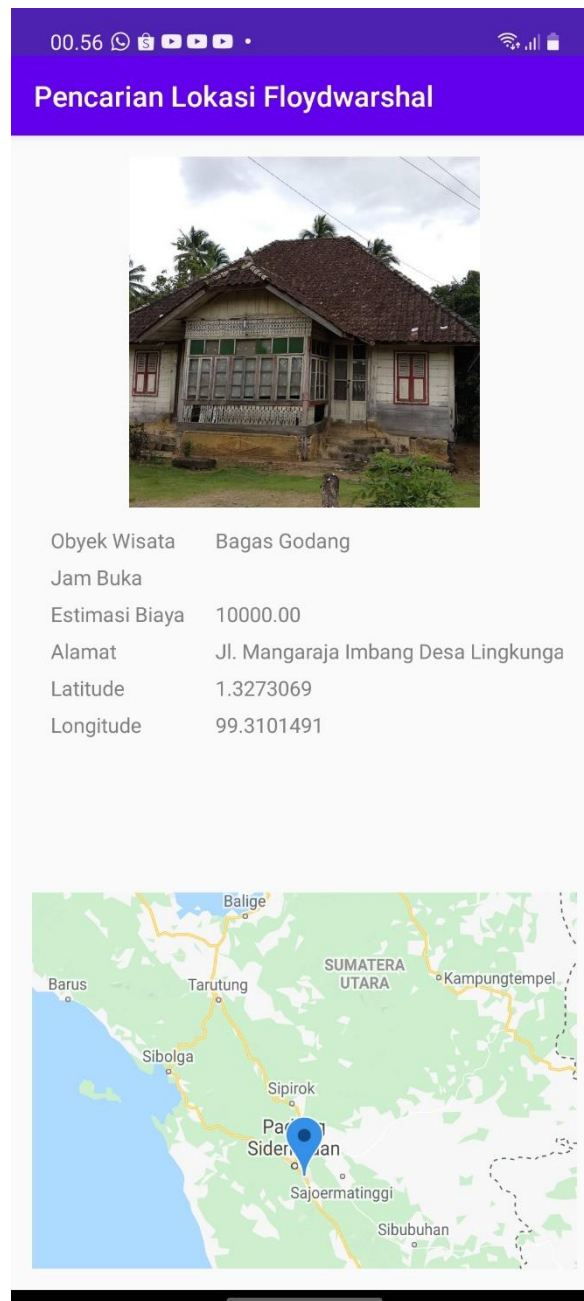 00.56
Pencarian Lokasi Floydwarshal
Obyek Wisata Bagas Godang
Jam Buka
Estimasi Biaya 10000.00
Alamat Jl. Mangaraja Imbang Desa Lingkunga
Latitude 1.3273069
Longitude 99.3101491
Balige
SUMATERA
UTARA
Kampungtempel
Barus
Tarutung
Sibolga
Sipirok
Sajoermatinggi
Sibubuhan